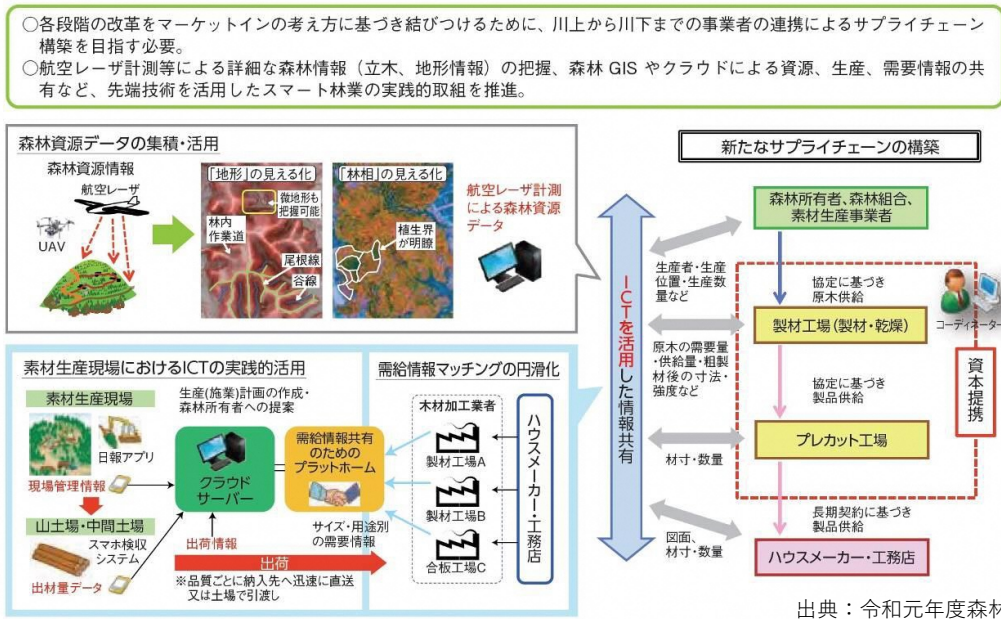 ○各段階の改革をマーケットインの考え方に基づき結びつけるために、川上から川下までの事業者の連携によるサプライチェーン
構築を目指す必要。
○航空レーザ計測等による詳細な森林情報（立木、地形情報）の把握、森林 GIS やクラウドによる資源、生産、需要情報の共
有など、先端技術を活用したスマート林業の実践的取組を推進。
森林資源データの集積・活用
森林資源情報
航空レーザ
UAV
「地形」の見える化
微地形も
把握可能
林内
作業道
尾根線
谷線
「林相」の見える化
植生界
が明瞭
航空レーザ計測
による森林資源
データ
素材生産現場におけるICTの実践的活用
素材生産現場
日報アプリ
現場管理情報
山土場・中間土場
スマホ検収
システム
出材量データ
生産(施業)計画の作成・
森林所有者への提案
クラウド
サーバー
出荷情報
需給情報共有
のための
プラットホーム
サイズ・用途別
の需要情報
出荷
※品質ごとに納入先へ迅速に直送
又は土場で引渡し
需給情報マッチングの円滑化
木材加工業者
製材工場A
製材工場B
合板工場C
ハウスメーカー・工務店
ICTを活用した情報共有
新たなサプライチェーンの構築
森林所有者、森林組合、
素材生産事業者
生産者・生産
位置・生産数
量など
協定に基づき
原木供給
製材工場（製材・乾燥）
コーディネーター
原木の需要量
・供給量・粗製
材後の寸法・
強度など
協定に基づき
製品供給
資本提携
プレカット工場
材寸・数量
長期契約に基づき
製品供給
図面、
材寸・数量
ハウスメーカー・工務店
出典：令和元年度森林